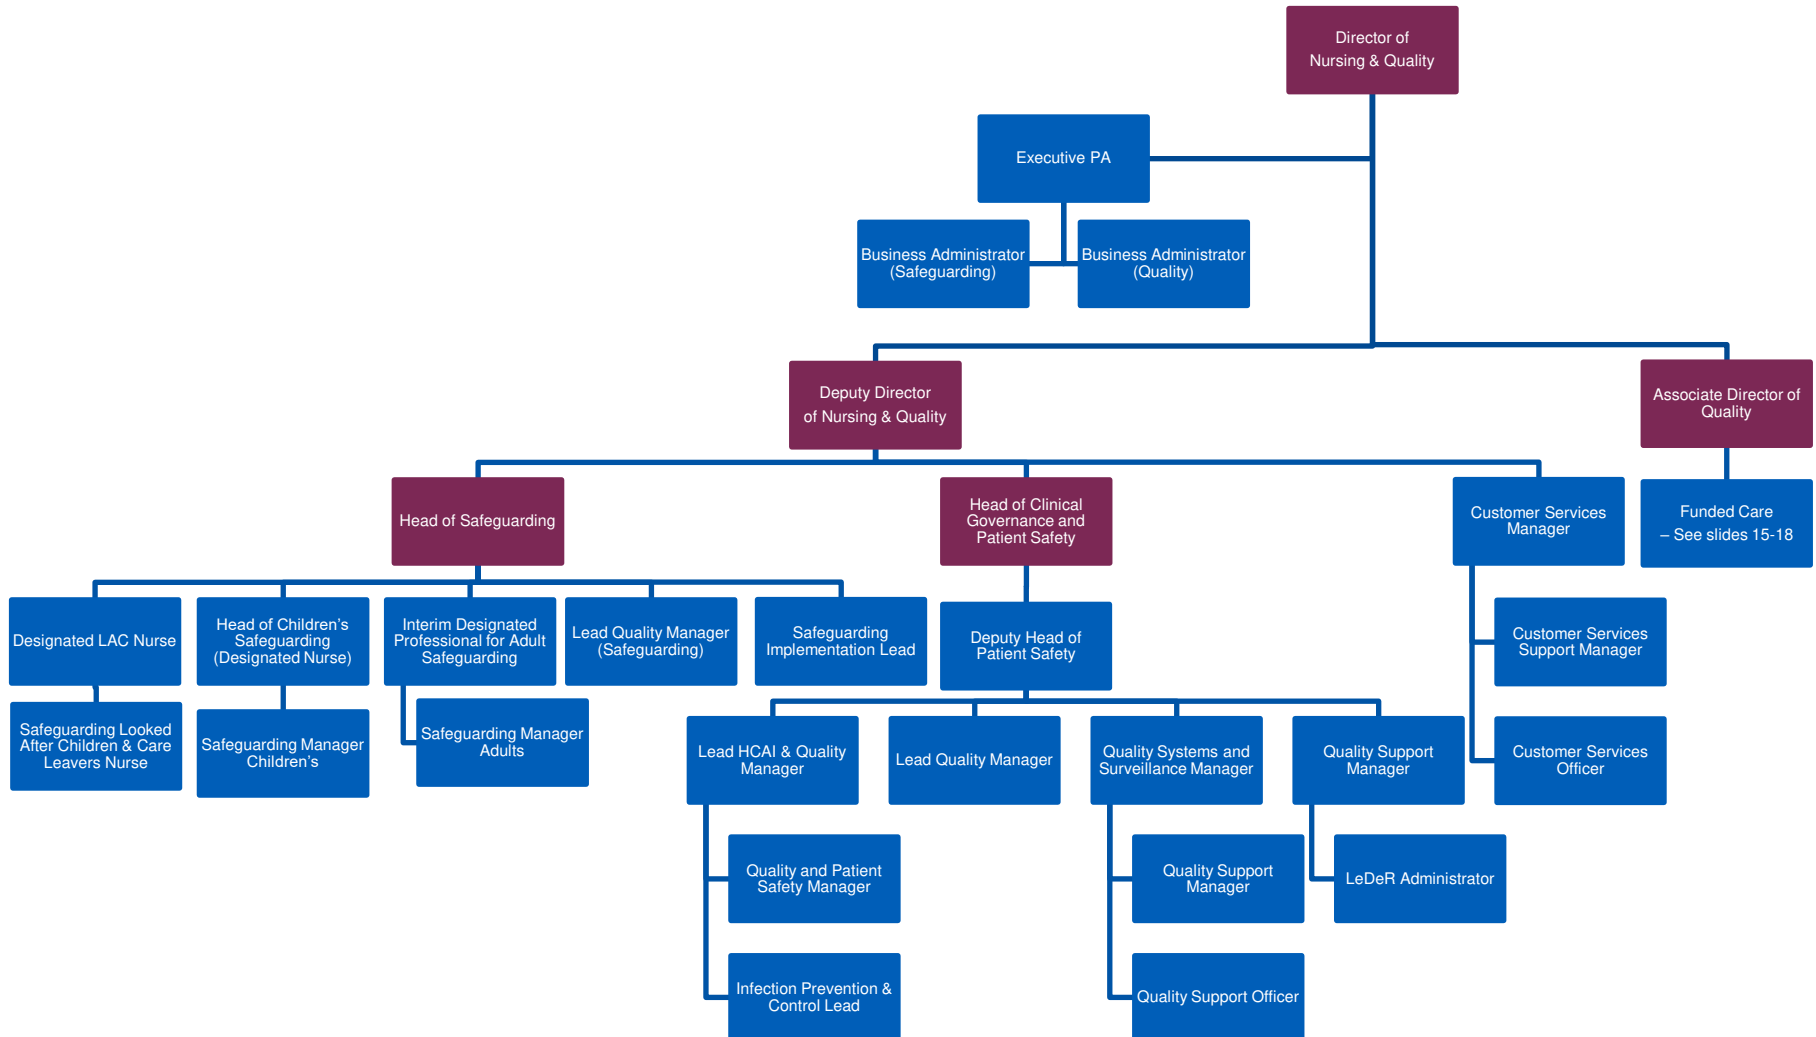 Director of
Nursing & Quality
Executive PA
Business Administrator
(Safeguarding)
Business Administrator
(Quality)
Deputy Director
of Nursing & Quality
Associate Director of
Quality
Head of Safeguarding
Head of Clinical
Governance and
Patient Safety
Customer Services
Manager
Funded Care
– See slides 15-18
Designated LAC Nurse
Head of Children's
Safeguarding
(Designated Nurse)
Interim Designated
Professional for Adult
Safeguarding
Lead Quality Manager
(Safeguarding)
Safeguarding
Implementation Lead
Deputy Head of
Patient Safety
Customer Services
Support Manager
Safeguarding Looked
After Children & Care
Leavers Nurse
Safeguarding Manager
Children's
Safeguarding Manager
Adults
Lead HCAI & Quality
Manager
Lead Quality Manager
Quality Systems and
Surveillance Manager
Quality Support
Manager
Customer Services
Officer
Quality and Patient
Safety Manager
Quality Support
Manager
LeDeR Administrator
Infection Prevention &
Control Lead
Quality Support Officer